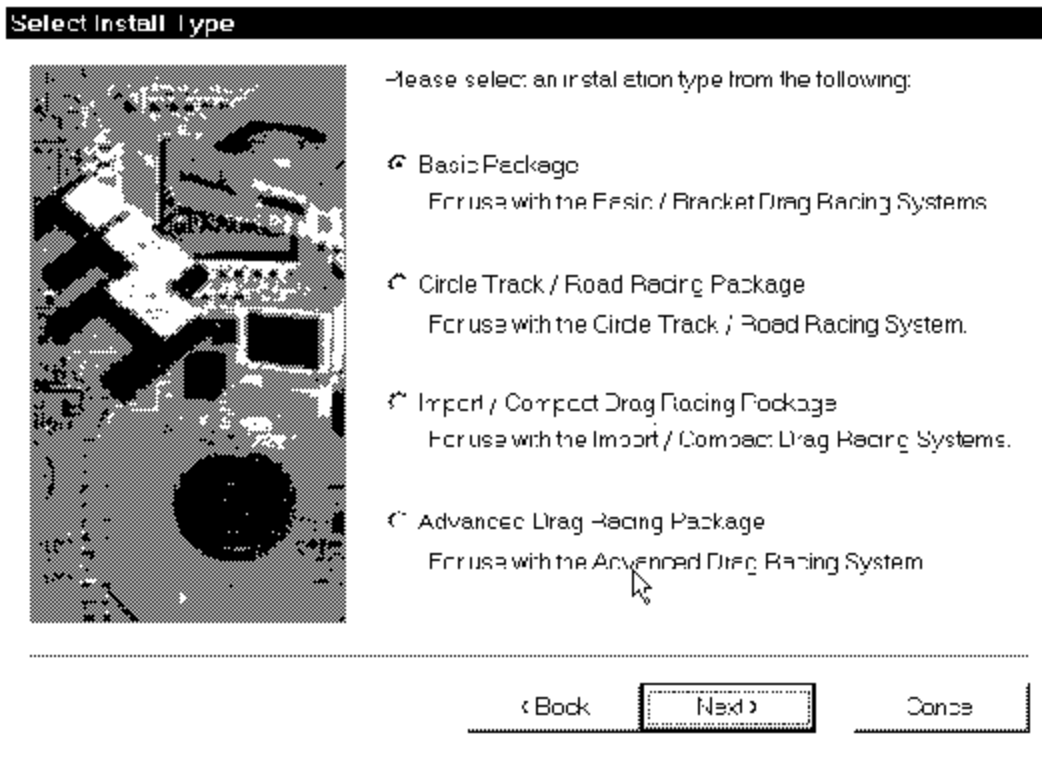 Select Install Type
Please select an installation type from the following:
Basic Package
For use with the Basic / Bracket Drag Racing Systems
Circle Track / Road Racing Package
For use with the Circle Track / Road Racing System.
Import / Compact Drag Racing Package
For use with the Import / Compact Drag Racing Systems.
Advanced Drag Racing Package
For use with the Advanced Drag Racing System
< Back
Next >
Cancel